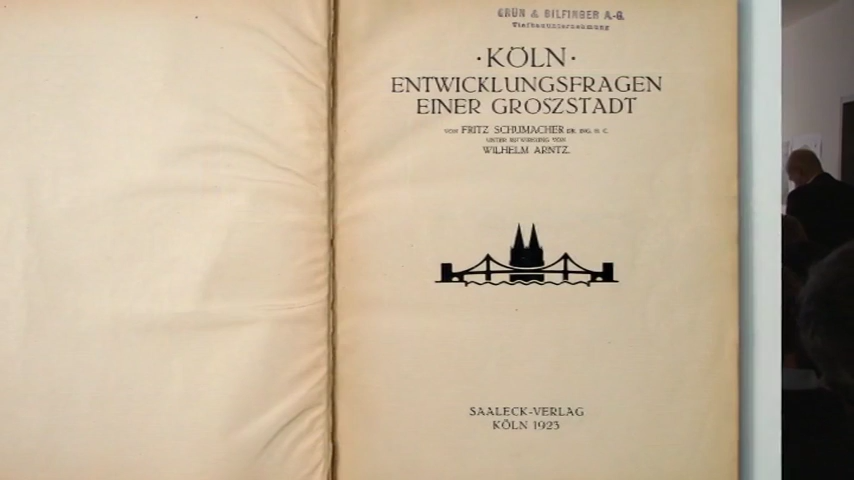 GRÜN & BILFINGER A.-G.
Tiefbauunternehmung
·KÖLN·
ENTWICKLUNGSFRAGEN
EINER GROSZSTADT
VON FRITZ SCHUMACHER DR. ING. H. C.
UNTER MITWIRKUNG VON
WILHELM ARNTZ.
SAALECK-VERLAG
KÖLN 1923